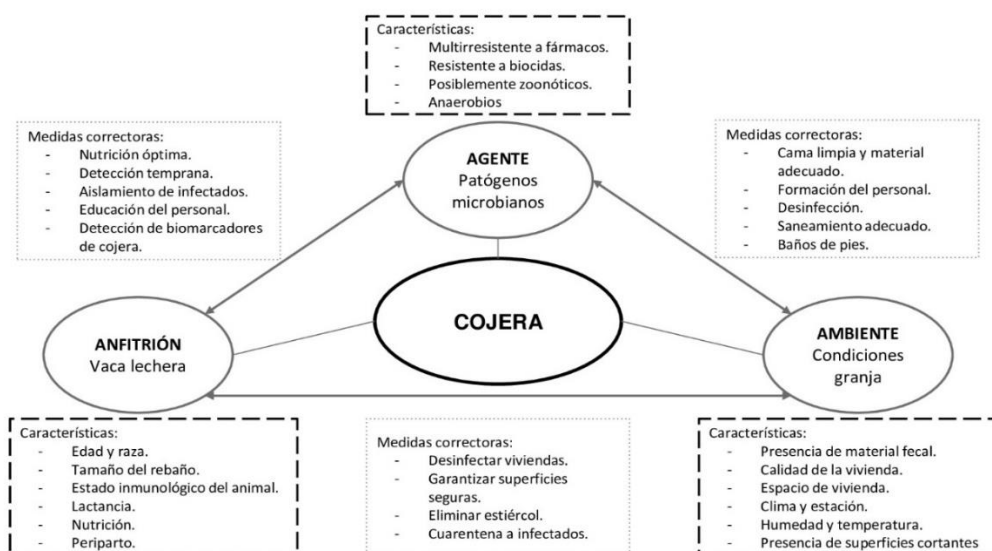 Características:
- Multirresistente a fármacos.
- Resistente a biocidas.
- Posiblemente zoonóticos.
- Anaerobios
Medidas correctoras:
- Nutrición óptima.
- Detección temprana.
- Aislamiento de infectados.
- Educación del personal.
- Detección de biomarcadores
de cojera.
AGENTE
Patógenos
microbianos
Medidas correctoras:
- Cama limpia y material
adecuado.
- Formación del personal.
- Desinfección.
- Saneamiento adecuado.
- Baños de pies.
COJERA
ANFITRIÓN
Vaca lechera
AMBIENTE
Condiciones
granja
Características:
- Edad y raza.
- Tamaño del rebaño.
- Estado inmunológico del animal.
- Lactancia.
- Nutrición.
- Periparto.
Medidas correctoras:
- Desinfectar viviendas.
- Garantizar superficies
seguras.
- Eliminar estiércol.
- Cuarentena a infectados.
Características:
- Presencia de material fecal.
- Calidad de la vivienda.
- Espacio de vivienda.
- Clima y estación.
- Humedad y temperatura.
- Presencia de superficies cortantes